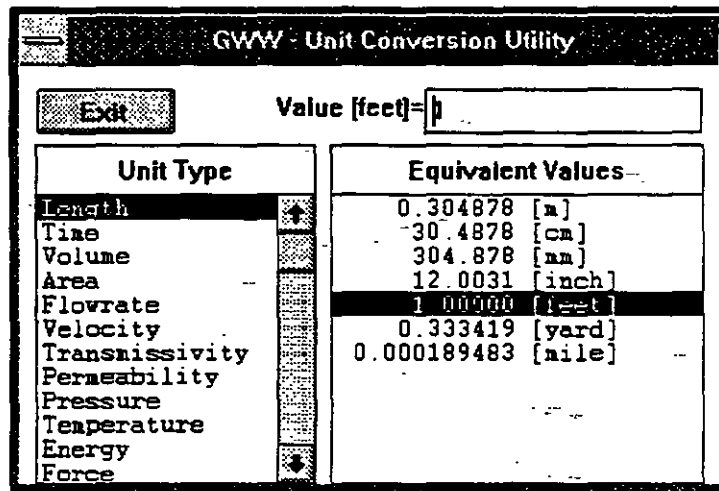 GWW - Unit Conversion Utility
Exit
Value [feet]=
Unit Type
Length
Time
Volume
Area
Flowrate
Velocity
Transmissivity
Permeability
Pressure
Temperature
Energy
Force
Equivalent Values
0.304878 [m]
30.4878 [cm]
304.878 [mm]
12.0031 [inch]
1.00000 [feet]
0.333419 [yard]
0.000189483 [mile]